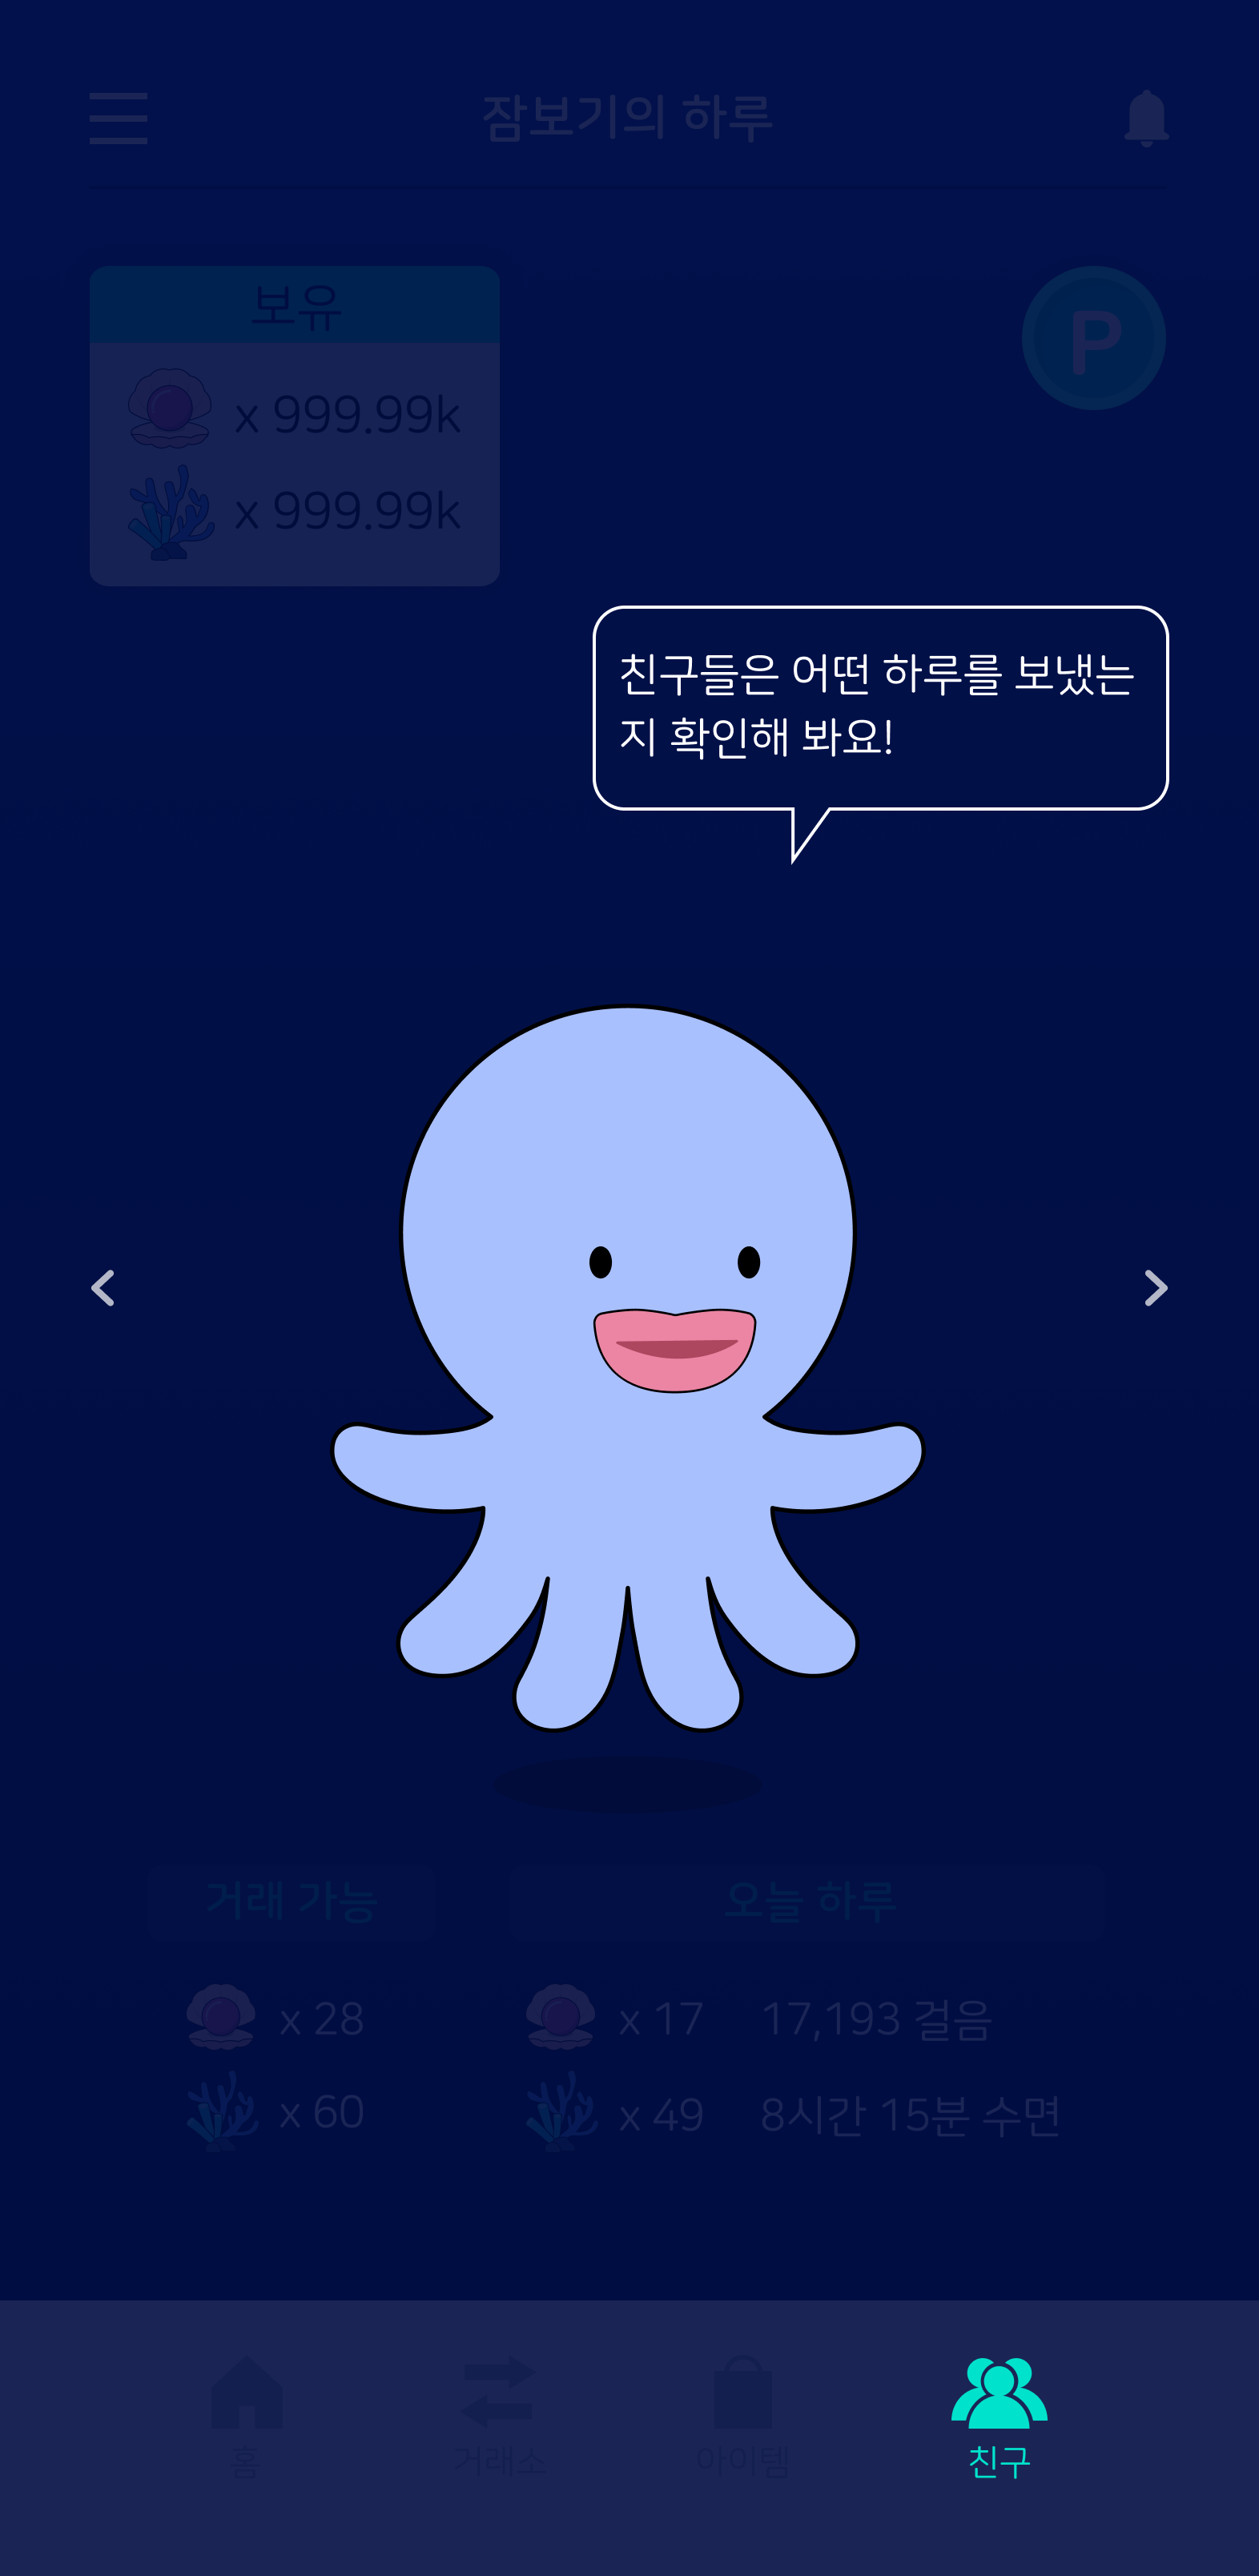 잠보기의 하루
보유
P
x 999.99k
x 999.99k
친구들은 어떤 하루를 보냈는
지 확인해 봐요!
거래 가능
오늘 하루
x 28
x 17
17,193 걸음
x 60
x 49
8시간 15분 수면
홈
거래소
아이템
친구